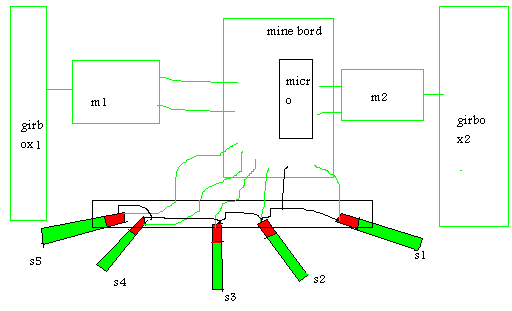 mine bord
micr
o
m1
m2
girb
ox1
girbo
x2
s1
s5
s4
s2
s3